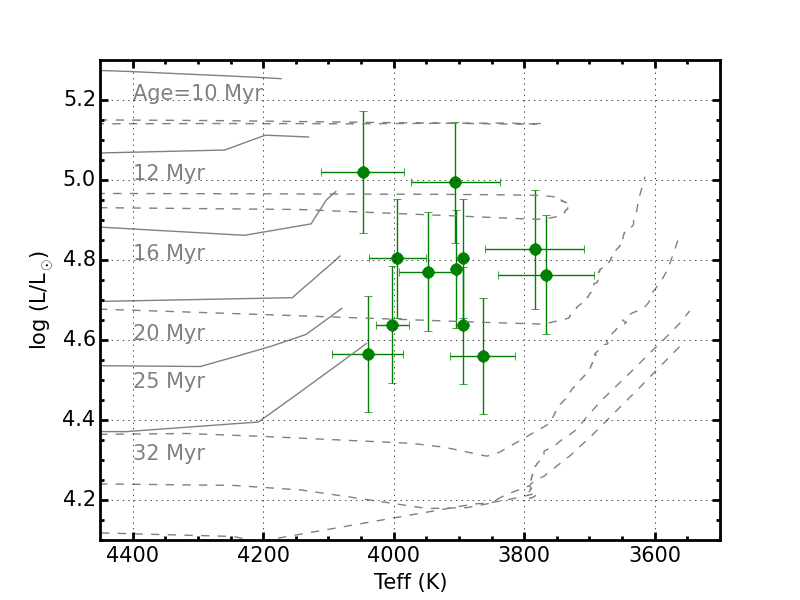 5.2
Age=10 Myr
5.0
12 Myr
4.8
16 Myr
4.6
20 Myr
25 Myr
4.4
32 Myr
4.2
log (L/L☉)
4400 4200 4000 3800 3600
Teff (K)